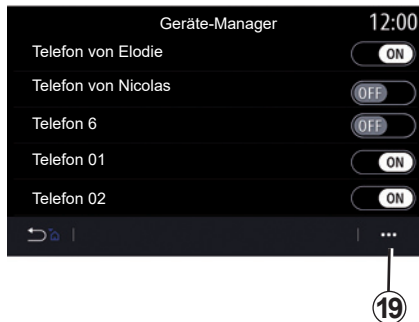 Geräte-Manager 12:00
Telefon von Elodie ON
Telefon von Nicolas OFF
Telefon 6 OFF
Telefon 01 ON
Telefon 02 ON
19